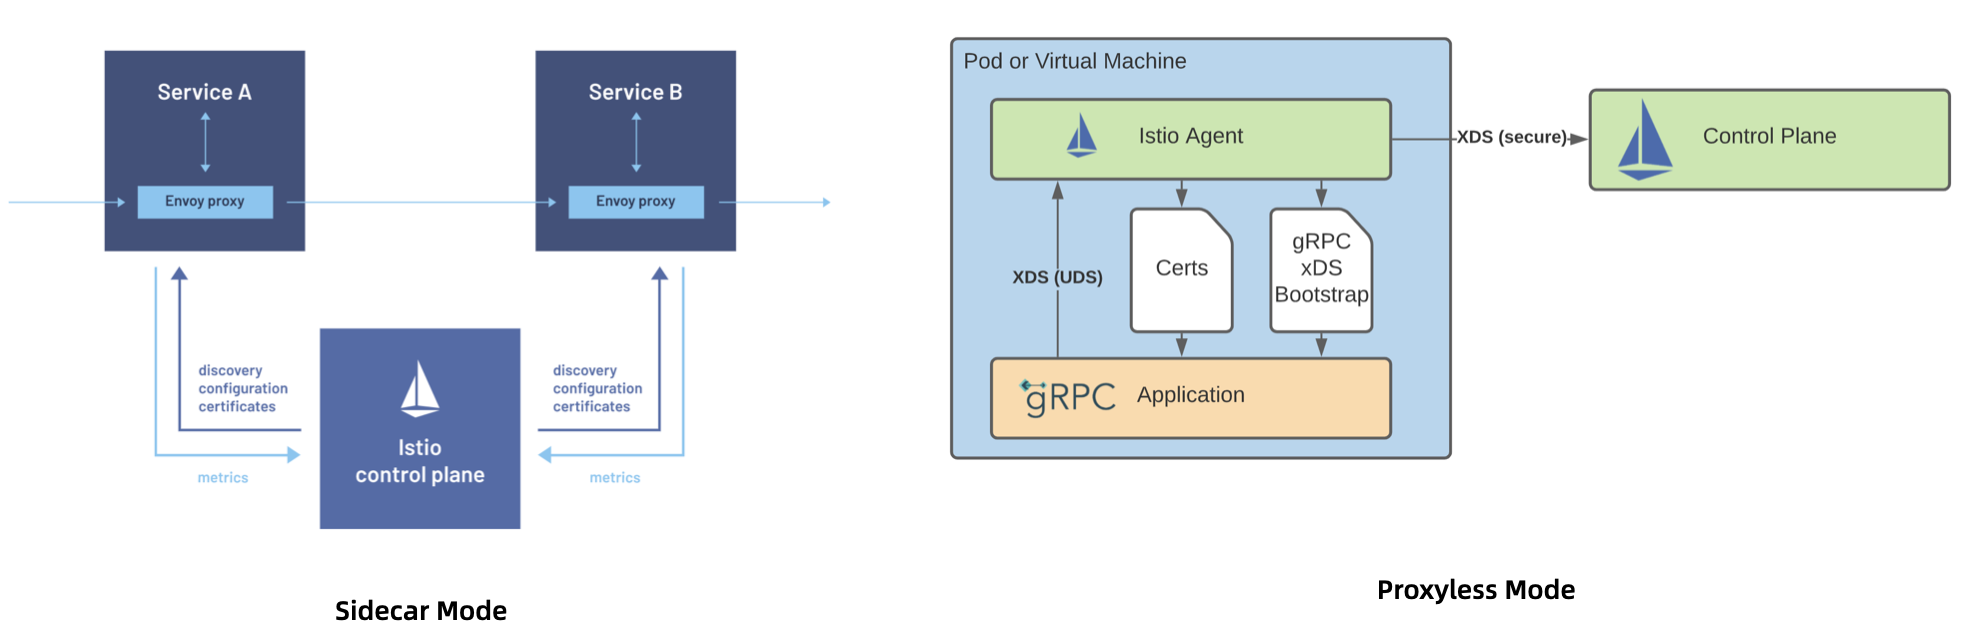 Service A
Envoy proxy
Service B
Envoy proxy
discovery
configuration
certificates
metrics
discovery
configuration
certificates
metrics
Istio
control plane
Sidecar Mode
Pod or Virtual Machine
Istio Agent
XDS (secure)
Control Plane
XDS (UDS)
Certs
gRPC
xDS
Bootstrap
gRPC Application
Proxyless Mode